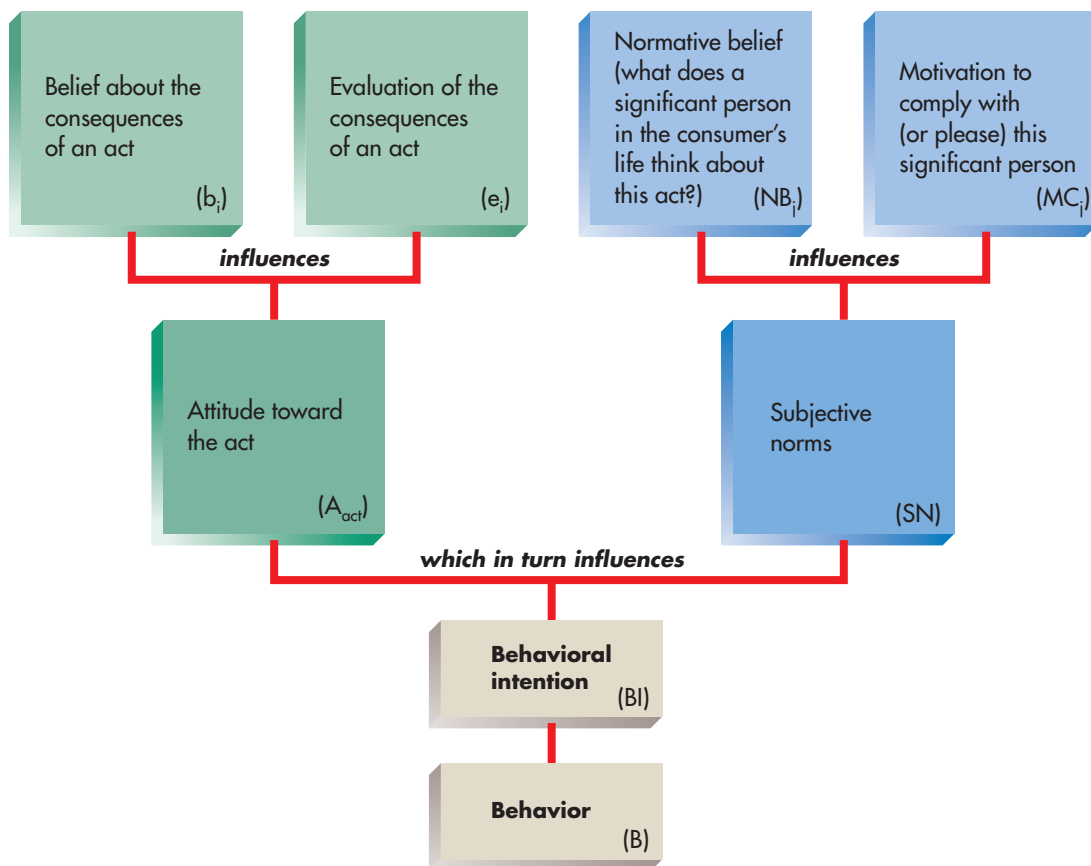 Belief about the
consequences
of an act
(bi)
Evaluation of the
consequences
of an act
(ei)
Normative belief
(what does a
significant person
in the consumer's
life think about
this act?)
(NBj)
Motivation to
comply with
(or please) this
significant person
(MCj)
influences
influences
Attitude toward
the act
(Aact)
Subjective
norms
(SN)
which in turn influences
Behavioral
intention
(BI)
Behavior
(B)